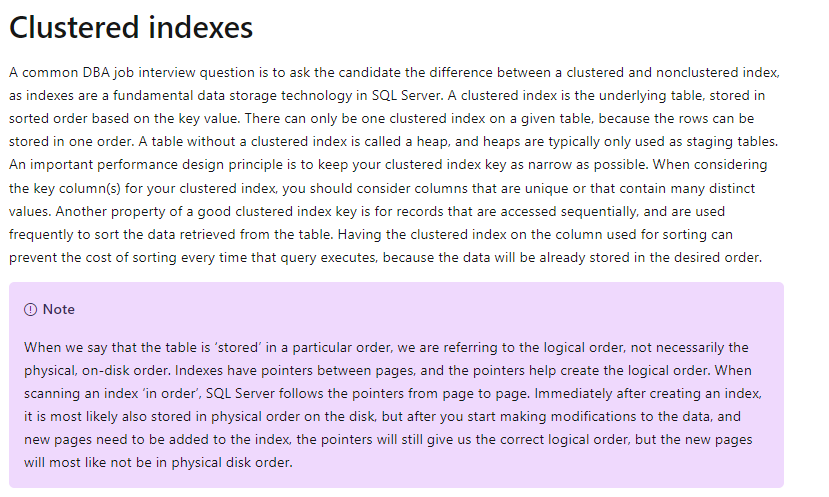 Clustered indexes
A common DBA job interview question is to ask the candidate the difference between a clustered and nonclustered index,
as indexes are a fundamental data storage technology in SQL Server. A clustered index is the underlying table, stored in
sorted order based on the key value. There can only be one clustered index on a given table, because the rows can be
stored in one order. A table without a clustered index is called a heap, and heaps are typically only used as staging tables.
An important performance design principle is to keep your clustered index key as narrow as possible. When considering
the key column(s) for your clustered index, you should consider columns that are unique or that contain many distinct
values. Another property of a good clustered index key is for records that are accessed sequentially, and are used
frequently to sort the data retrieved from the table. Having the clustered index on the column used for sorting can
prevent the cost of sorting every time that query executes, because the data will be already stored in the desired order.
Note
When we say that the table is ‘stored’ in a particular order, we are referring to the logical order, not necessarily the
physical, on-disk order. Indexes have pointers between pages, and the pointers help create the logical order. When
scanning an index ‘in order’, SQL Server follows the pointers from page to page. Immediately after creating an index,
it is most likely also stored in physical order on the disk, but after you start making modifications to the data, and
new pages need to be added to the index, the pointers will still give us the correct logical order, but the new pages
will most like not be in physical disk order.